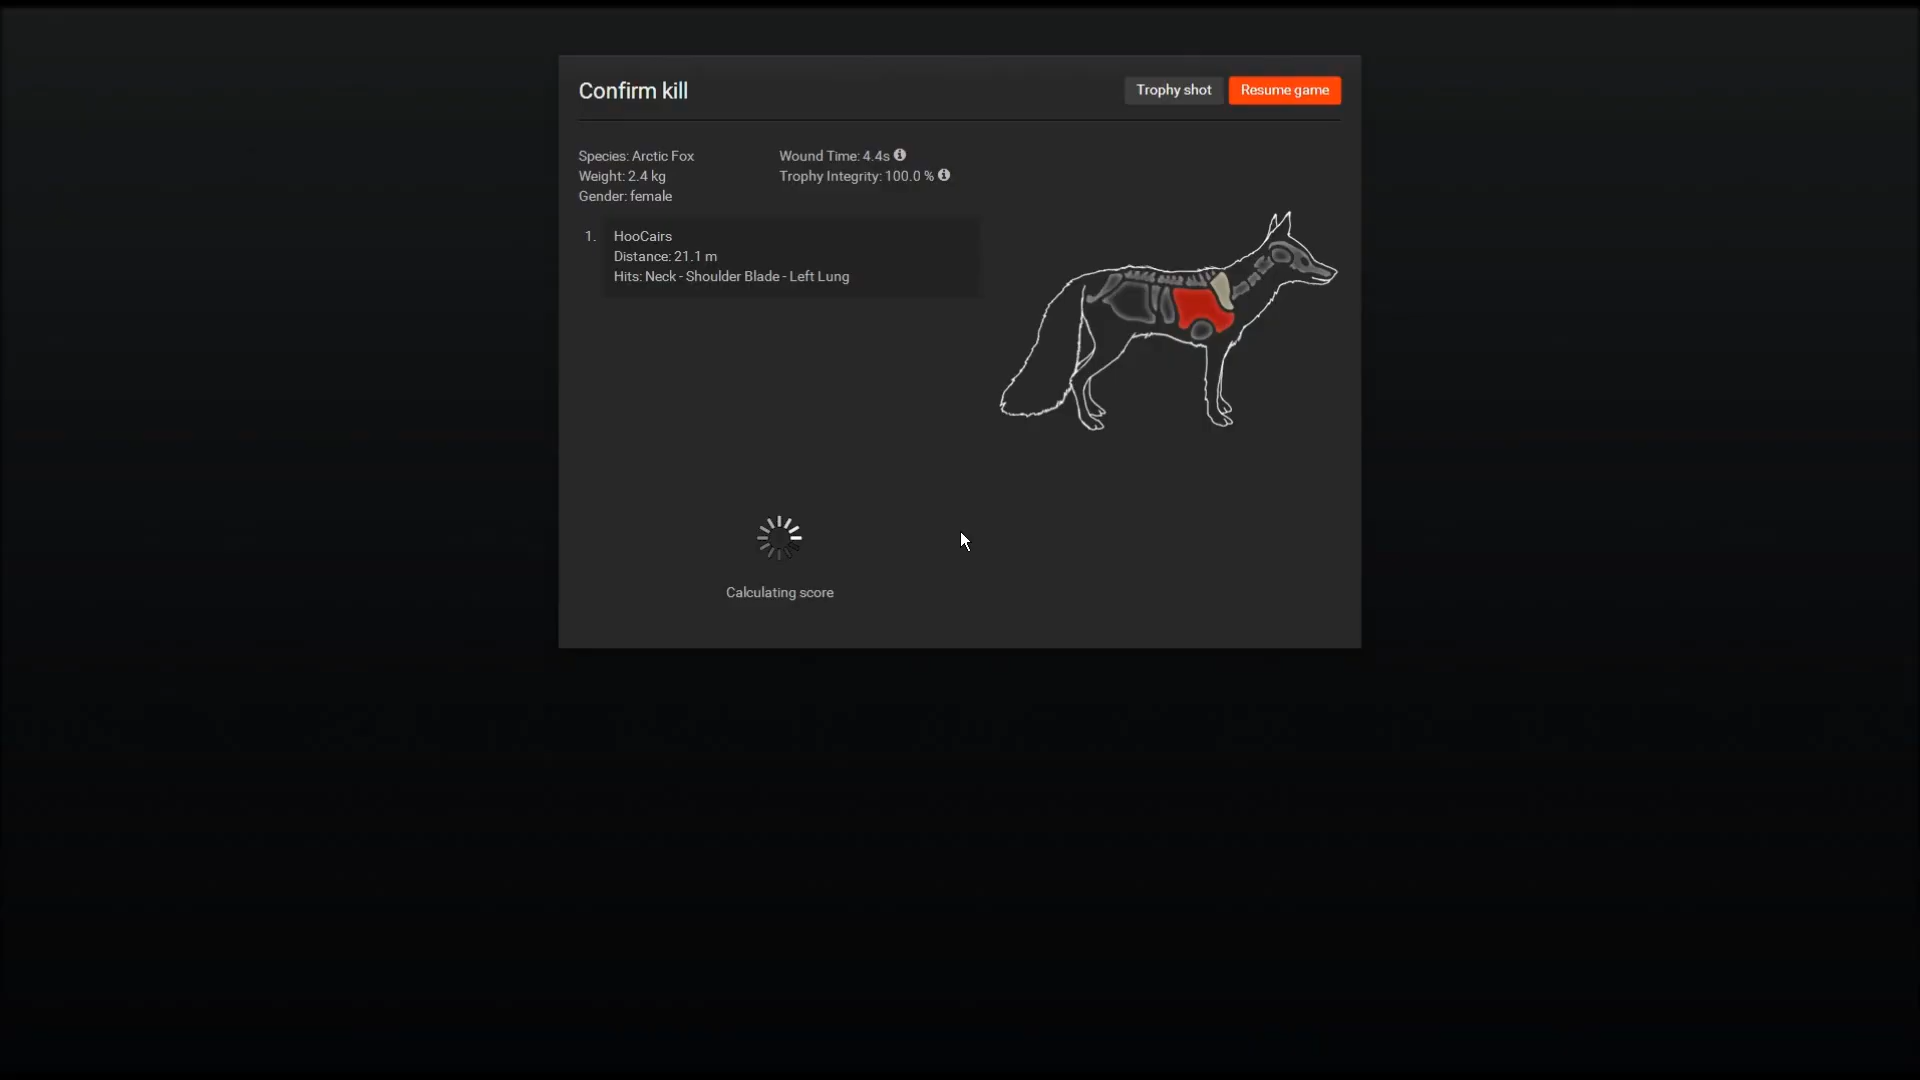 Confirm kill
Trophy shot
Resume game
Species: Arctic Fox
Weight: 2.4 kg
Gender: female
Wound Time: 4.4s
Trophy Integrity: 100.0 %
1. HooCairs
Distance: 21.1 m
Hits: Neck - Shoulder Blade - Left Lung
Calculating score